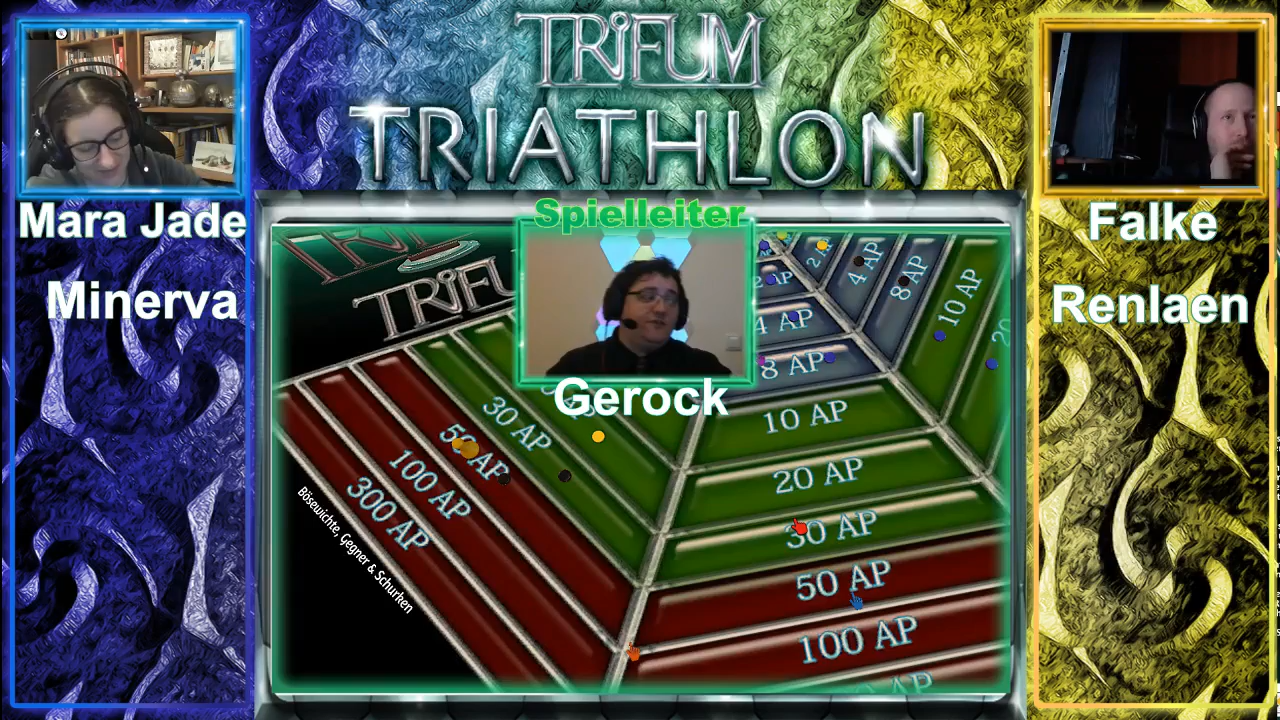 TRiFUM
TRIATHLON
Mara Jade
Minerva
Spielleiter
Gerock
Falke
Renlaen
TRiFU
2 AP
4 AP
8 AP
10 AP
20
4 AP
8 AP
10 AP
20 AP
30 AP
50 AP
100 AP
30 AP
50 AP
100 AP
300 AP
Bösewichte, Gegner & Schurken